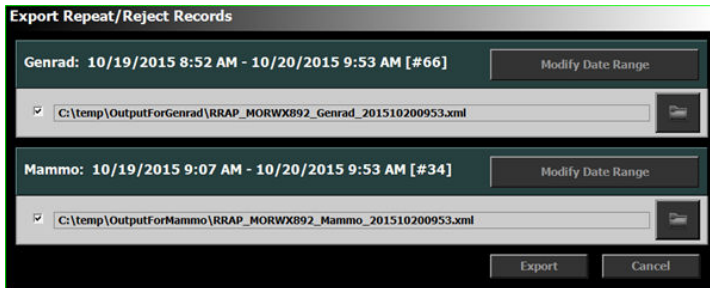 Export Repeat/Reject Records
Genrad: 10/19/2015 8:52 AM - 10/20/2015 9:53 AM [#66]
Modify Date Range
C:\temp\OutputForGenrad\RRAP_MORWX892_Genrad_201510200953.xml
Mammo: 10/19/2015 9:07 AM - 10/20/2015 9:53 AM [#34]
Modify Date Range
C:\temp\OutputForMammo\RRAP_MORWX892_Mammo_201510200953.xml
Export
Cancel